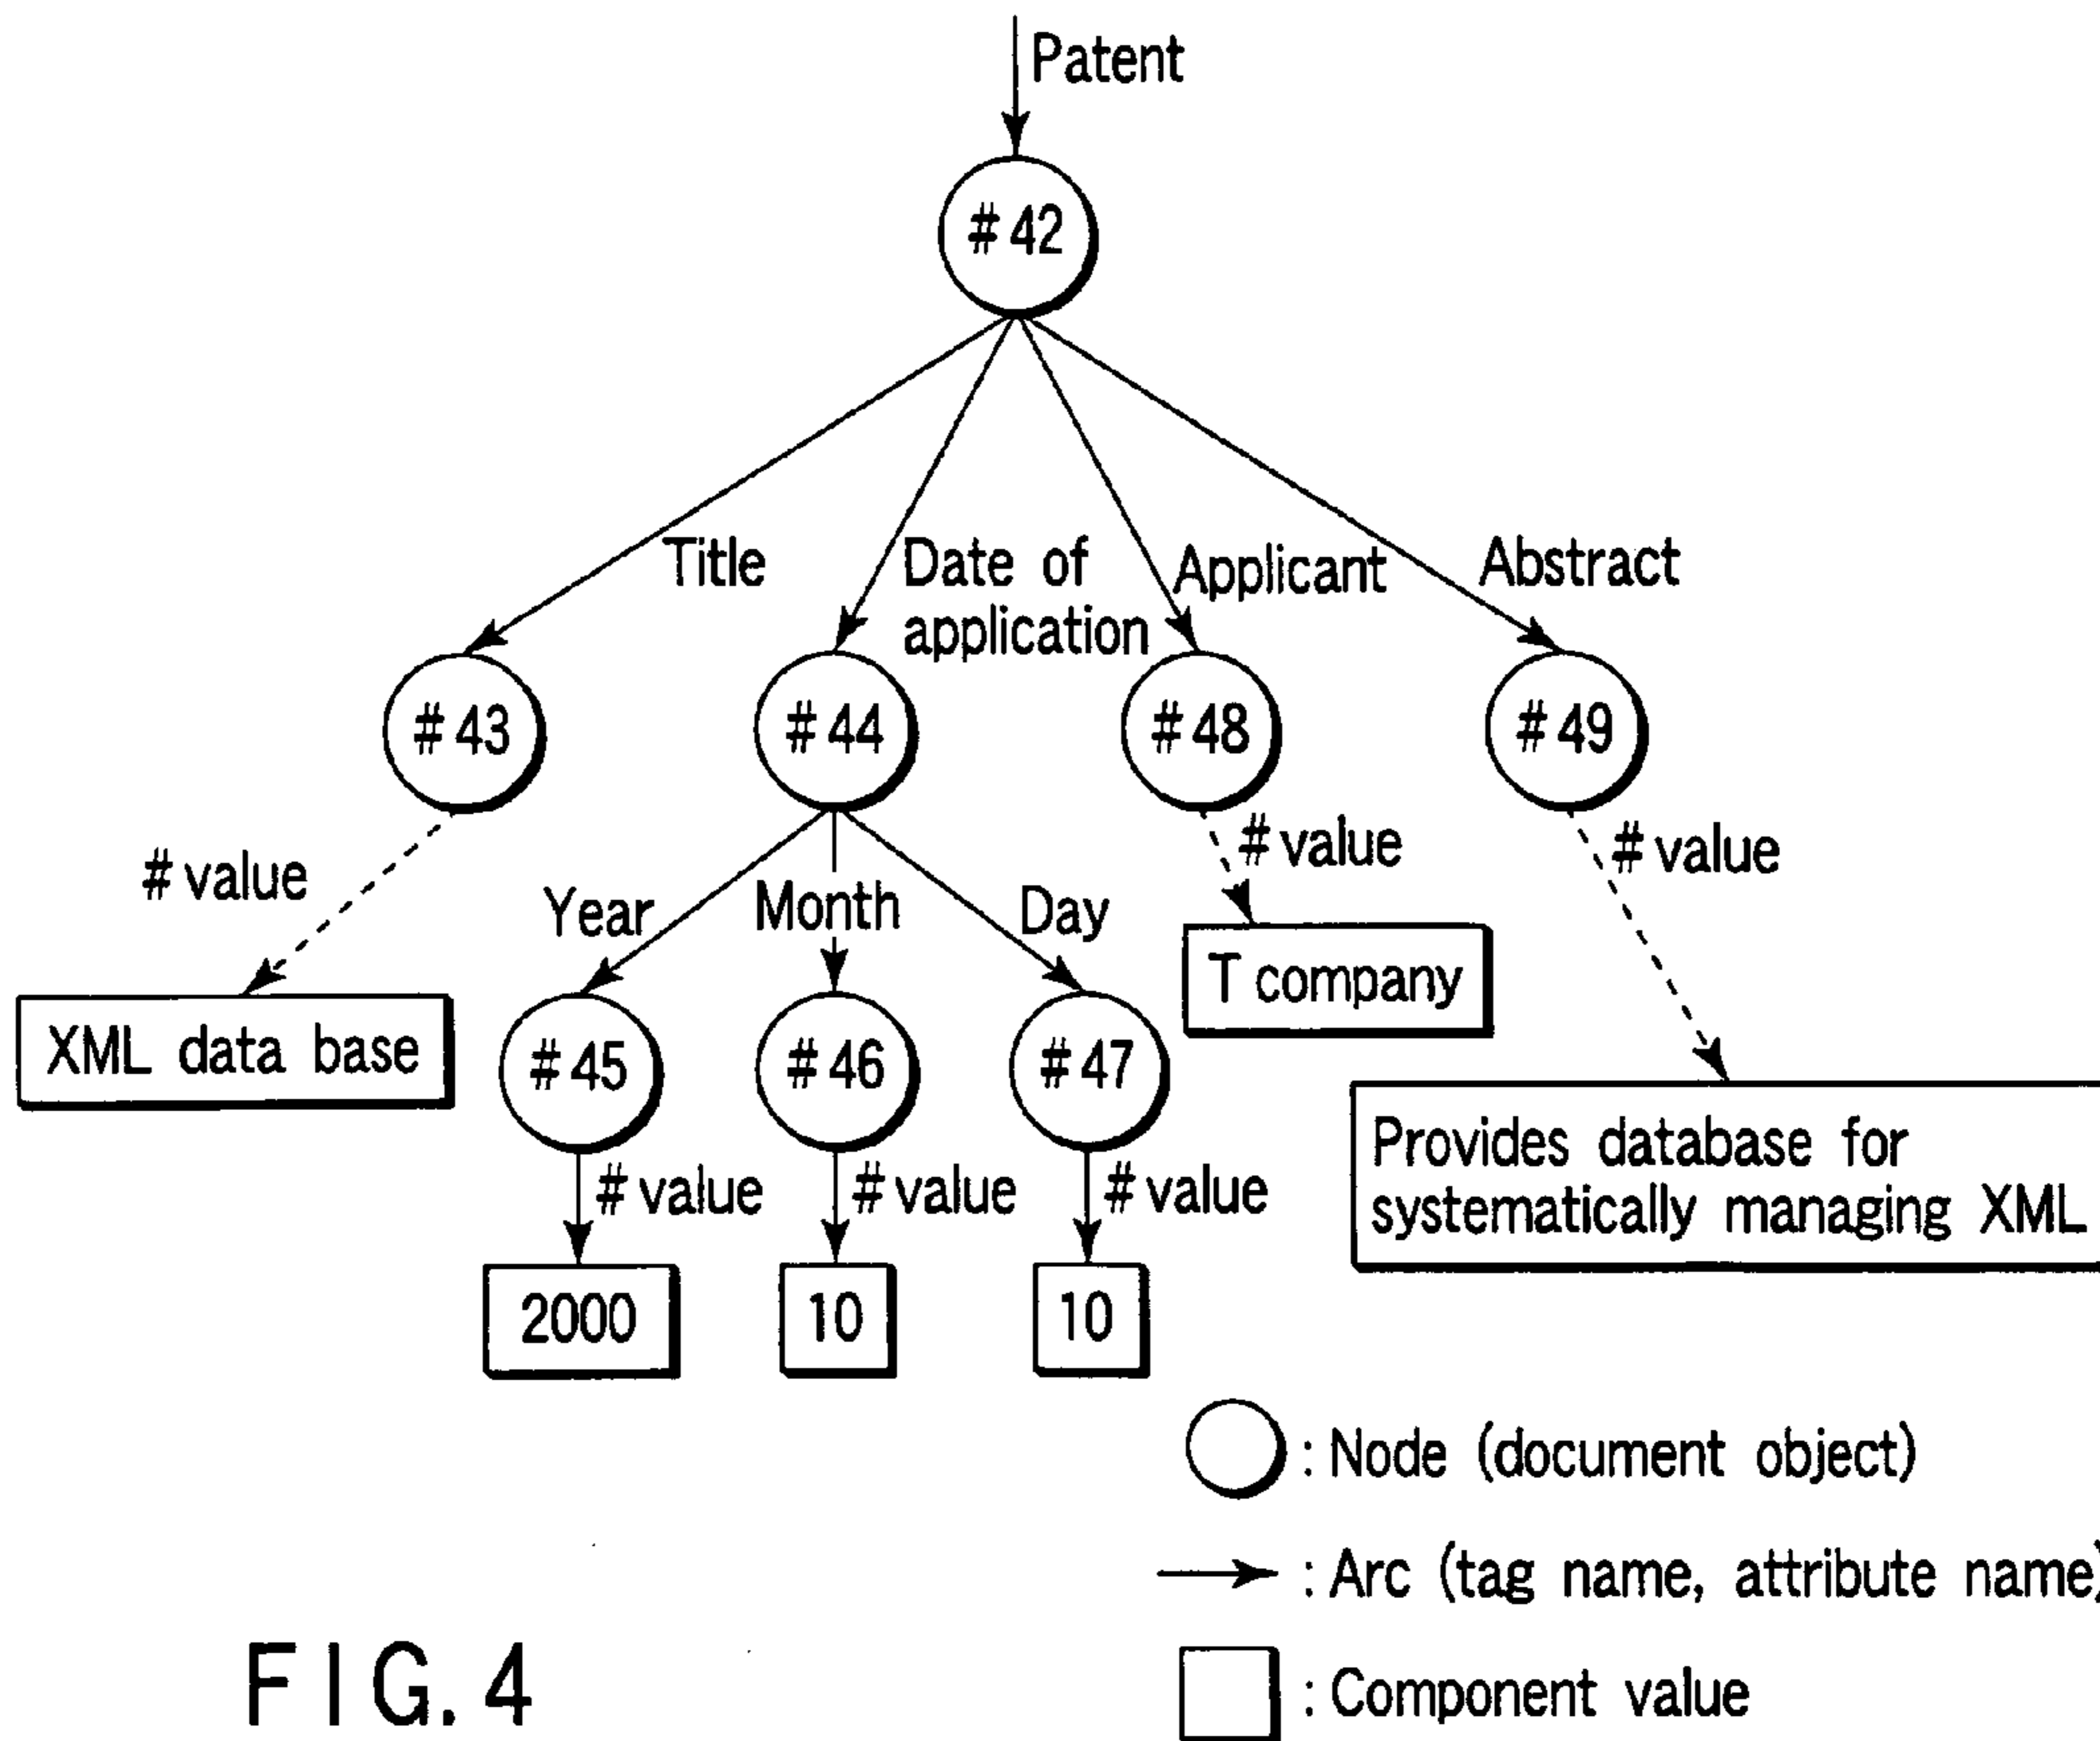 Patent
#42
Title
Date of
application
Applicant
Abstract
#43
#44
#48
#49
#value
#value
#value
Year
Month
Day
XML data base
#45
#46
#47
T company
#value
#value
#value
Provides database for
systematically managing XML
2000
10
10
: Node (document object)
: Arc (tag name, attribute name)
: Component value
FIG. 4